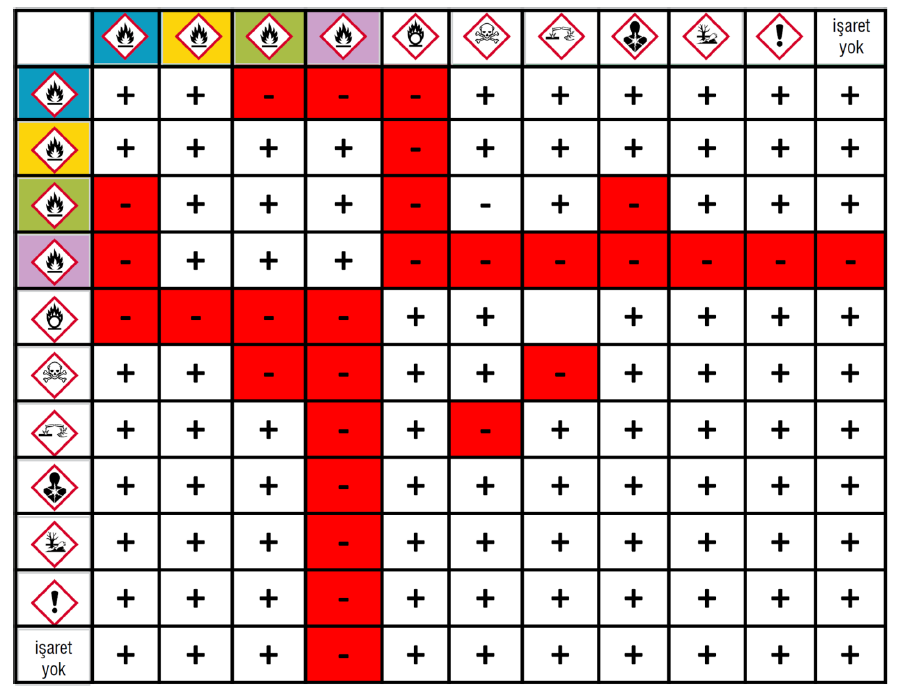 işaret
yok
+ + - - - + + + + + +
+ + + + - + + + + + +
- + + + - - + - + + +
- + + + - - - - - - -
- - - - + + + + + +
+ + - - + + - + + + +
+ + + - + - + + + + +
+ + + - + + + + + + +
+ + + - + + + + + + +
+ + + - + + + + + + +
işaret
yok
+ + + - + + + + + + +